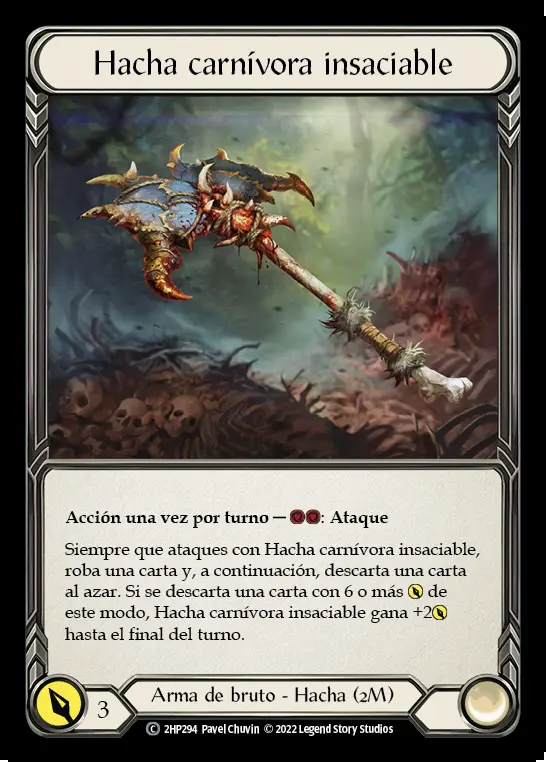 Hacha carnívora insaciable
Acción una vez por turno — : Ataque
Siempre que ataques con Hacha carnívora insaciable,
roba una carta y, a continuación, descarta una carta
al azar. Si se descarta una carta con 6 o más de
este modo, Hacha carnívora insaciable gana +2
hasta el final del turno.
3
Arma de bruto - Hacha (2M)
C 2HP294 Pavel Chuvin © 2022 Legend Story Studios